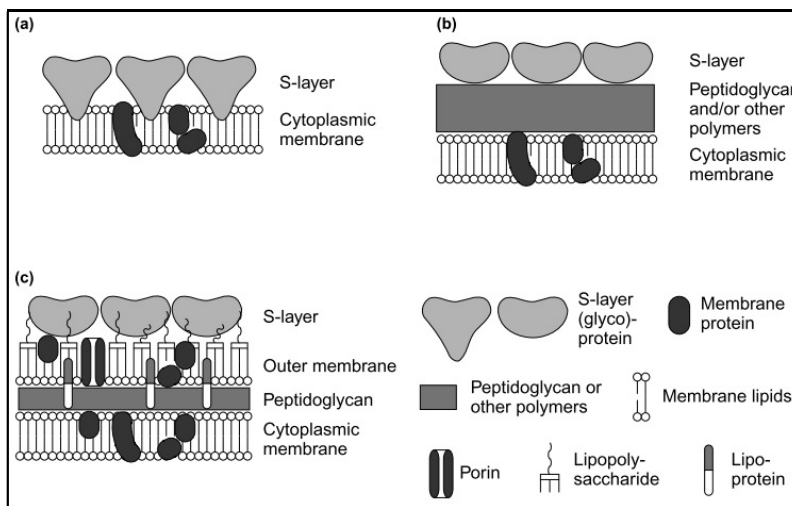 (a)
S-layer
Cytoplasmic
membrane
(b)
S-layer
Peptidoglycan
and/or other
polymers
Cytoplasmic
membrane
(c)
S-layer
Outer membrane
Peptidoglycan
Cytoplasmic
membrane
S-layer
(glyco)-
protein
Membrane
protein
Peptidoglycan or
other polymers
Membrane lipids
Porin
Lipopoly-
saccharide
Lipo-
protein